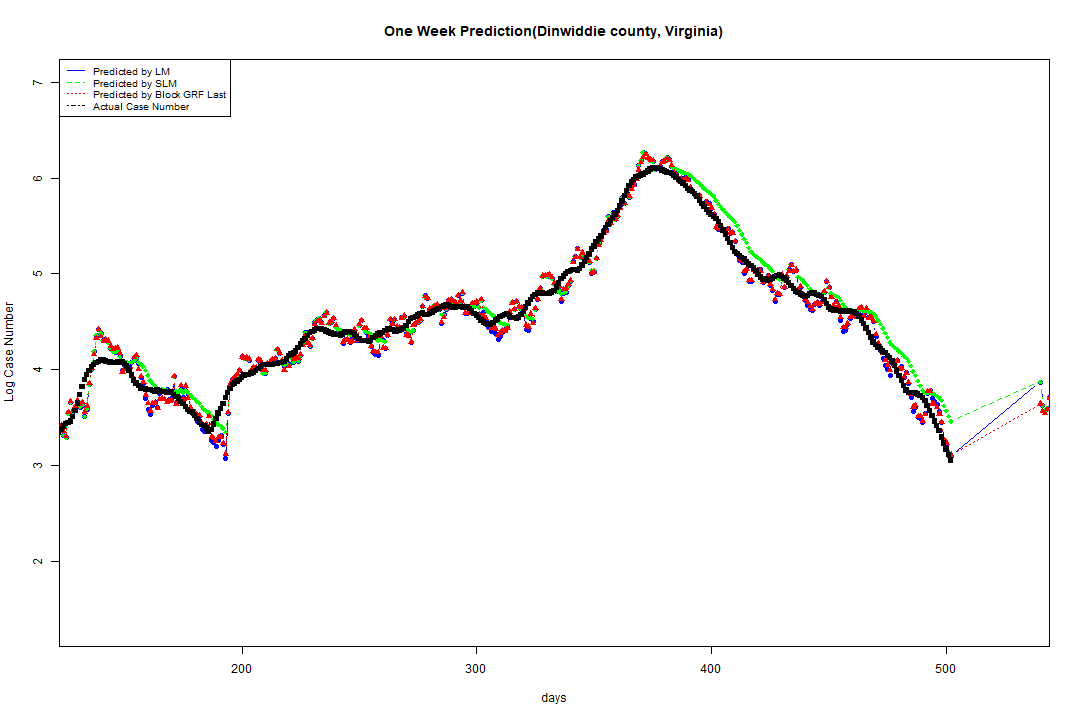 One Week Prediction(Dinwiddie county, Virginia)
Predicted by LM
Predicted by SLM
Predicted by Block GRF Last
Actual Case Number
7
6
5
4
3
2
Log Case Number
200 300 400 500
days